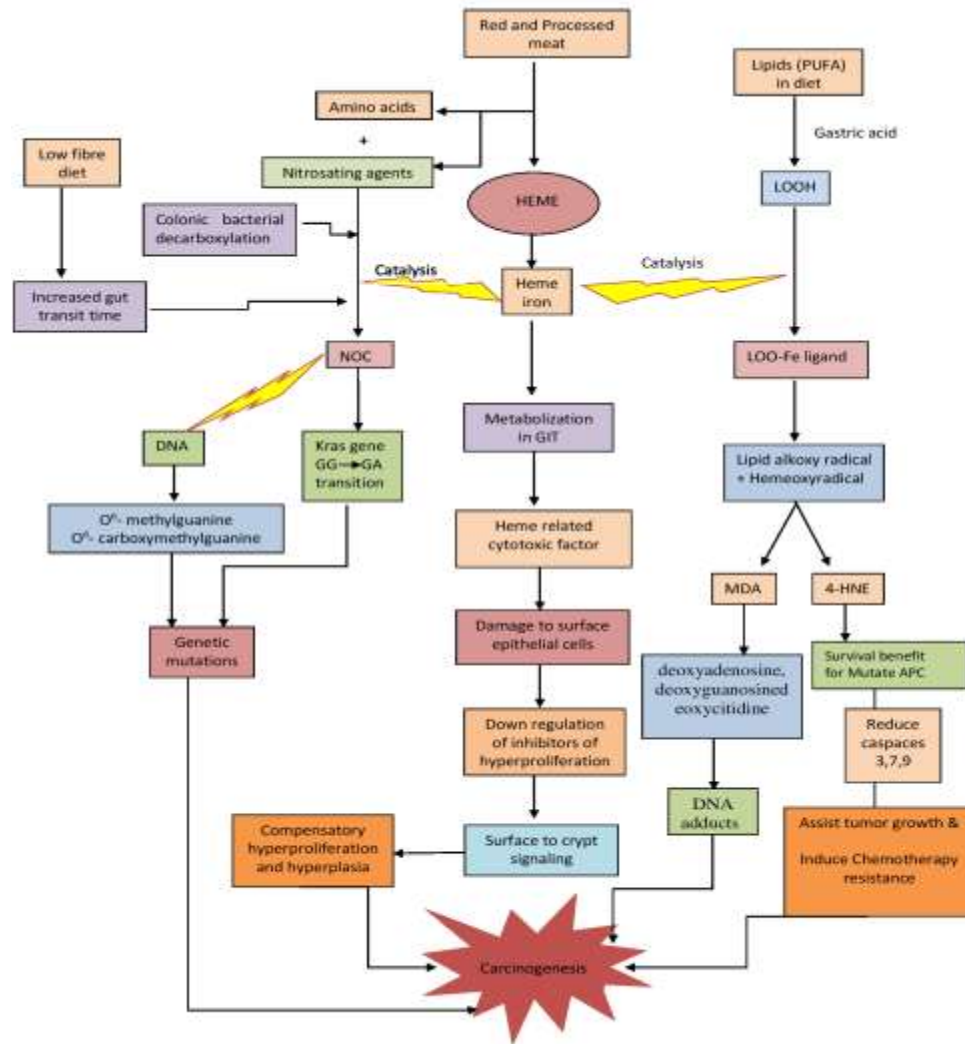 Red and Processed
meat
Lipids (PUFA)
in diet
Amino acids
+
Gastric acid
Low fibre
diet
Nitrosating agents
HEME
LOOH
Colonic bacterial
decarboxylation
Catalysis
Catalysis
Increased gut
transit time
Heme
iron
NOC
LOO-Fe ligand
Metabolization
in GIT
DNA
Kras gene
GG→GA
transition
Lipid alkoxy radical
+ Hemeoxyradical
O⁶- methylguanine
O⁶- carboxymethylguanine
Heme related
cytotoxic factor
MDA
4-HNE
Genetic
mutations
Damage to surface
epithelial cells
deoxyadenosine,
deoxyguanosined
eoxycitidine
Survival benefit
for Mutate APC
Reduce
caspaces
3,7,9
Down regulation
of inhibitors of
hyperproliferation
DNA
adducts
Compensatory
hyperproliferation
and hyperplasia
Surface to crypt
signaling
Assist tumor growth &
Induce Chemotherapy
resistance
Carcinogenesis